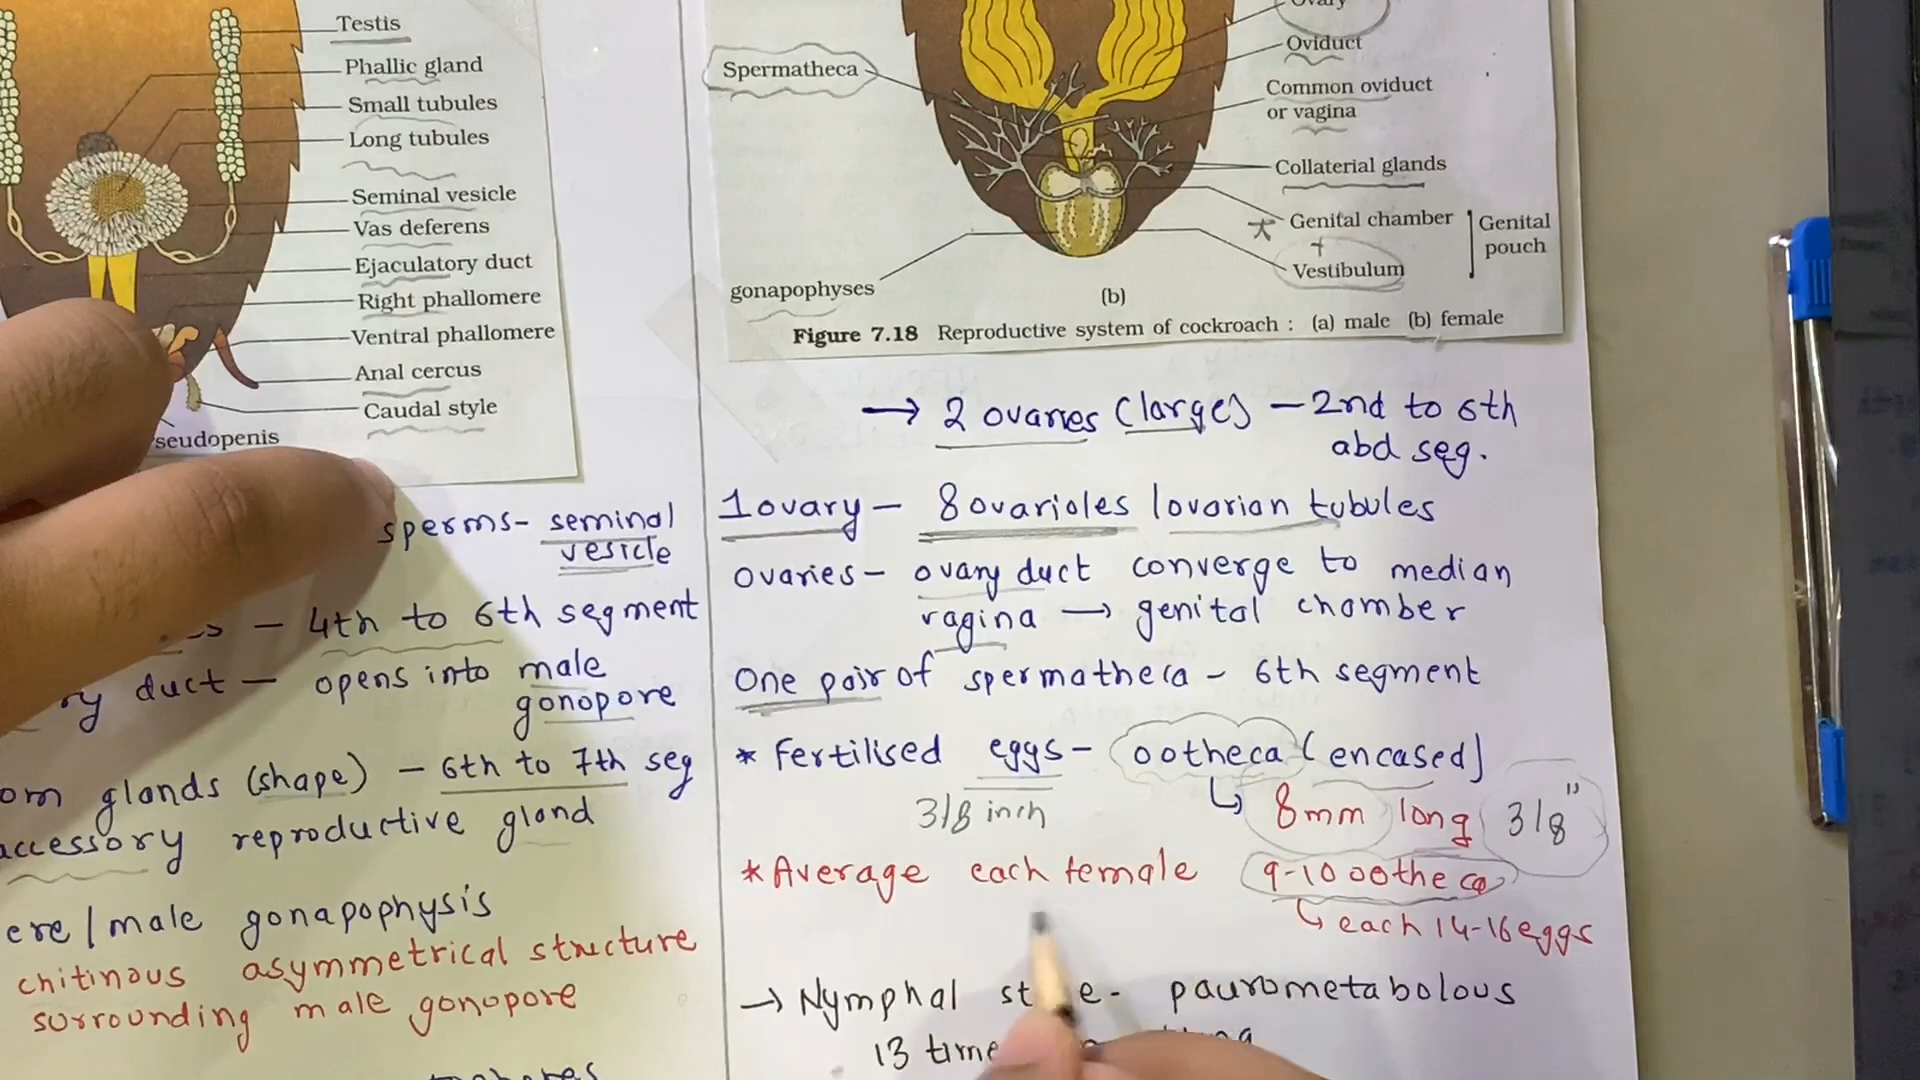 Testis
Phallic gland
Small tubules
Long tubules
Seminal vesicle
Vas deferens
Ejaculatory duct
Right phallomere
Ventral phallomere
Anal cercus
Caudal style
seudopenis
sperms- seminal
vesicle
- 4th to 6th segment
ry duct - opens into male
gonopore
om glands (shape) - 6th to 7th seg
accessory reproductive gland
ere/male gonapophysis
chitinous asymmetrical structure
surrounding male gonopore
Ovary
Oviduct
Spermatheca
Common oviduct
or vagina
Collaterial glands
Genital chamber
+
Vestibulum
Genital
pouch
gonapophyses
(b)
Figure 7.18 Reproductive system of cockroach : (a) male (b) female
→ 2 ovaries (large) - 2nd to 6th
abd seg.
1 ovary - 8 ovarioles / ovarian tubules
ovaries - ovary duct converge to median
vagina → genital chamber
One pair of spermatheca - 6th segment
* Fertilised eggs - ootheca (encased)
3/8 inch
↳ 8mm long 3/8"
* Average each female 9-10 ootheca
↳ each 14-16 eggs
→ Nymphal st e - paurometabolous
13 time